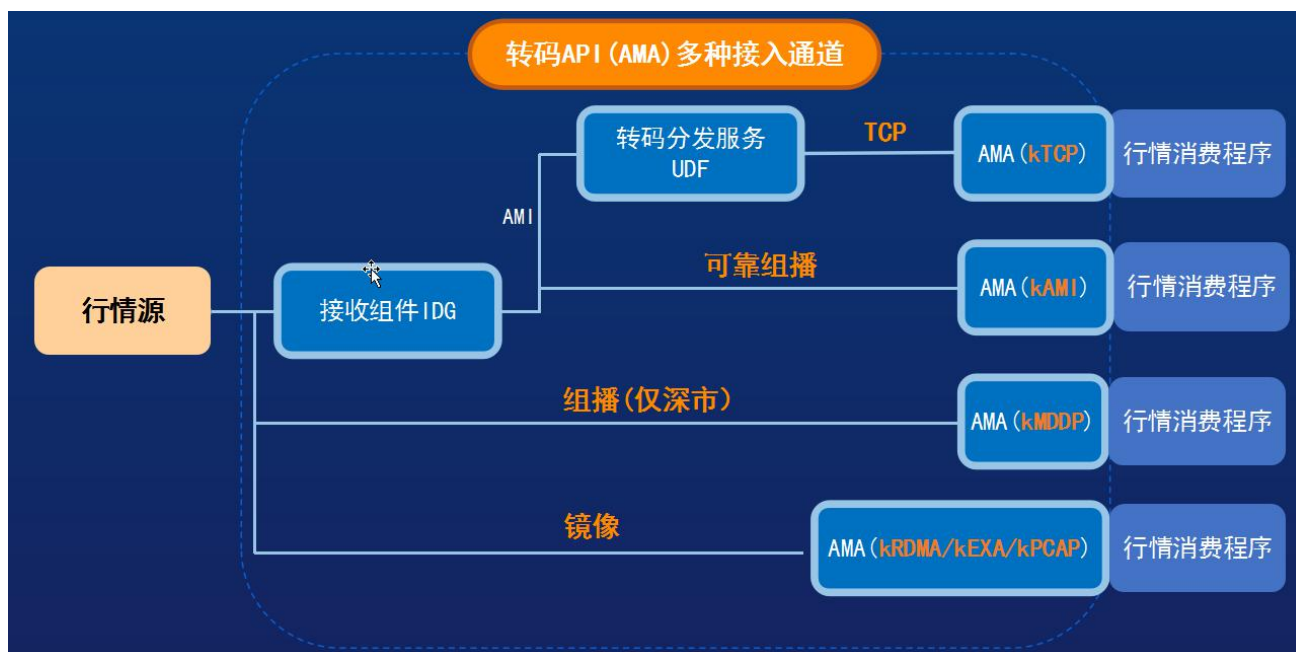 转码API(AMA)多种接入通道
转码分发服务
UDF
TCP
AMA(kTCP)
行情消费程序
AMI
可靠组播
AMA(kAMI)
行情消费程序
行情源
接收组件IDG
组播(仅深市)
AMA(kMDDP)
行情消费程序
镜像
AMA(kRDMA/kEXA/kPCAP)
行情消费程序